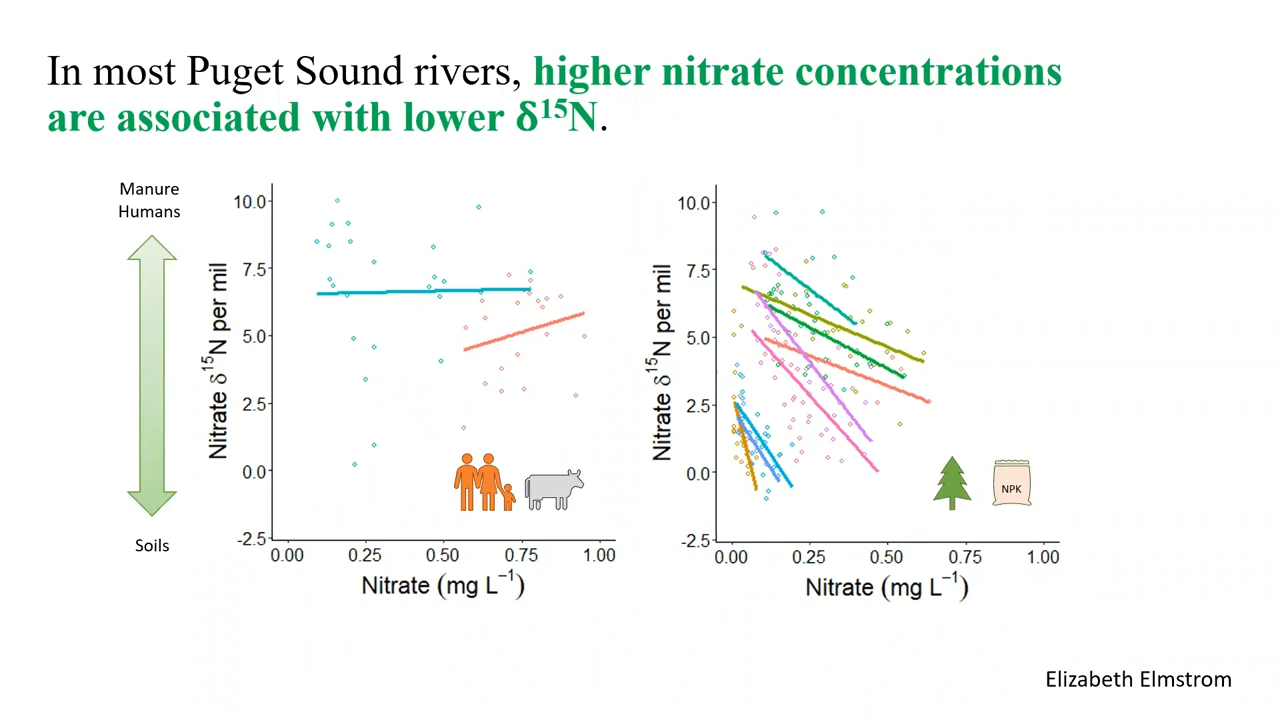 In most Puget Sound rivers, higher nitrate concentrations
are associated with lower δ¹⁵N.
Manure
Humans
Soils
Nitrate δ¹⁵N per mil
10.0
7.5
5.0
2.5
0.0
-2.5
0.00 0.25 0.50 0.75 1.00
Nitrate (mg L⁻¹)
Nitrate δ¹⁵N per mil
10.0
7.5
5.0
2.5
0.0
-2.5
NPK
0.00 0.25 0.50 0.75 1.00
Nitrate (mg L⁻¹)
Elizabeth Elmstrom